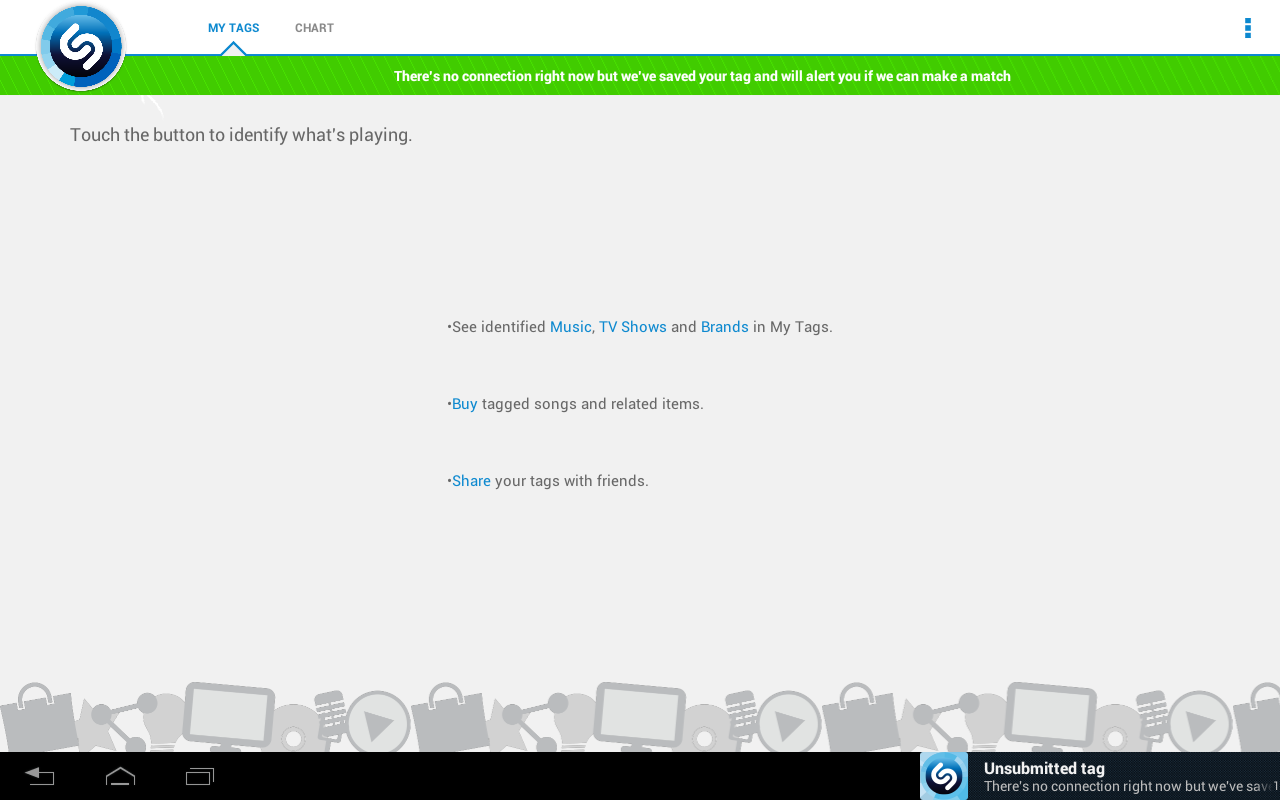 MY TAGS CHART
There's no connection right now but we've saved your tag and will alert you if we can make a match
Touch the button to identify what's playing.
•See identified Music, TV Shows and Brands in My Tags.
•Buy tagged songs and related items.
•Share your tags with friends.
Unsubmitted tag
There's no connection right now but we've